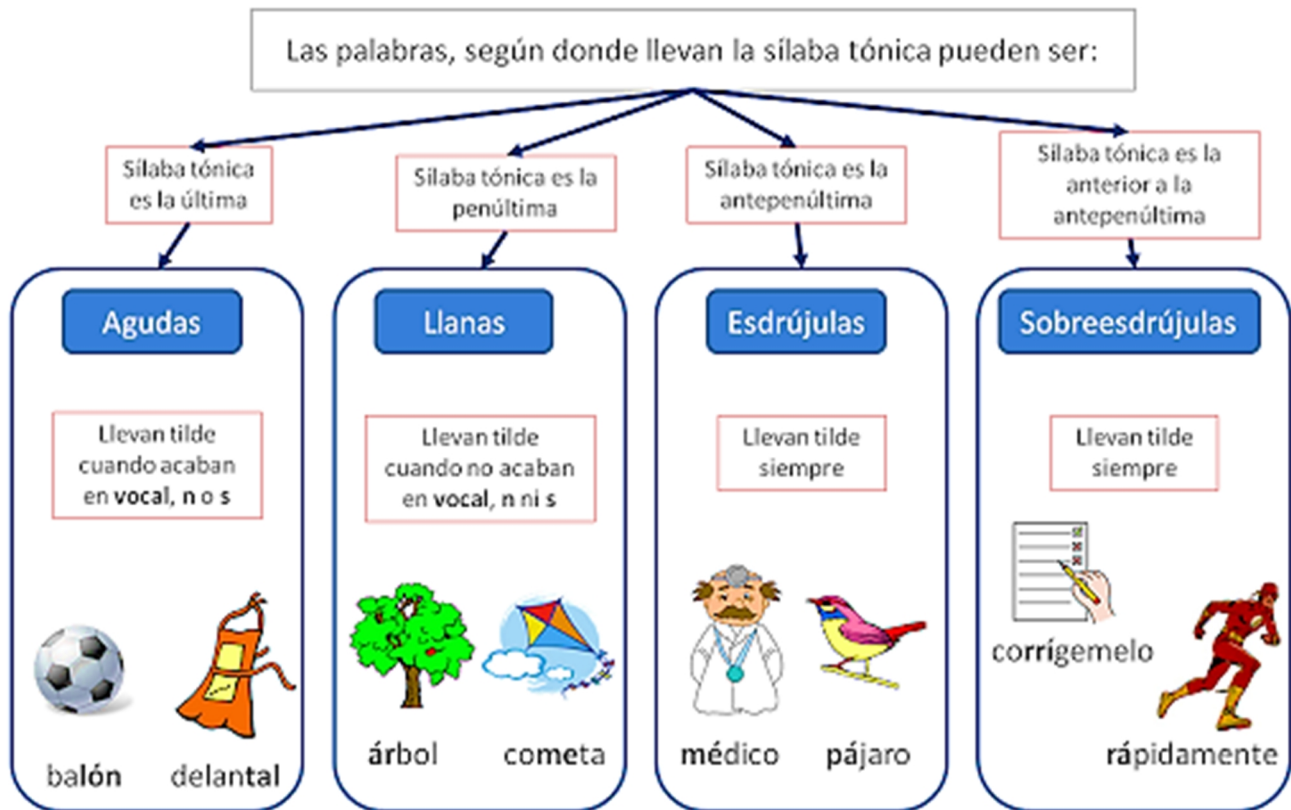 Las palabras, según donde llevan la sílaba tónica pueden ser:
Sílaba tónica
es la última
Sílaba tónica es la
penúltima
Sílaba tónica es la
antepenúltima
Sílaba tónica es la
anterior a la
antepenúltima
Agudas
Llevan tilde
cuando acaban
en vocal, n o s
balón
delantal
Llanas
Llevan tilde
cuando no acaban
en vocal, n ni s
árbol
cometa
Esdrújulas
Llevan tilde
siempre
médico
pájaro
Sobreesdrújulas
Llevan tilde
siempre
corrígemelo
rápidamente